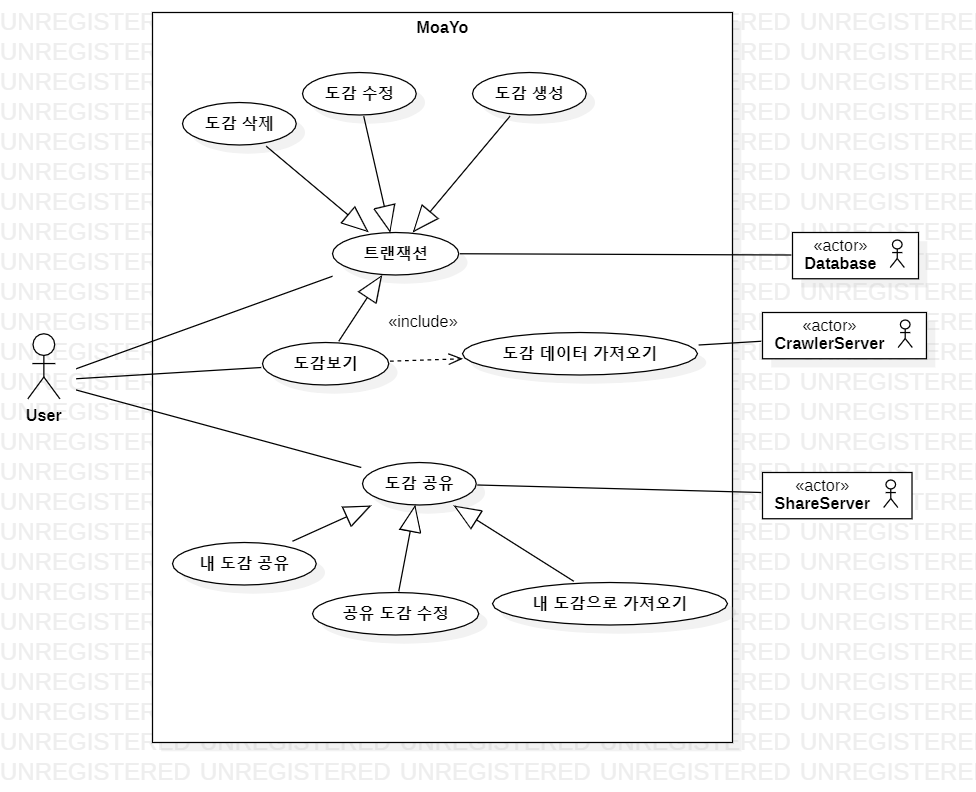 MoaYo
도감 수정
도감 생성
도감 삭제
트랜잭션
«actor»
Database
«include»
«actor»
CrawlerServer
도감보기
도감 데이터 가져오기
User
도감 공유
«actor»
ShareServer
내 도감 공유
공유 도감 수정
내 도감으로 가져오기
UNREGISTERED UNREGISTERED UNREGISTERED UNREGISTERED UNREGISTERED